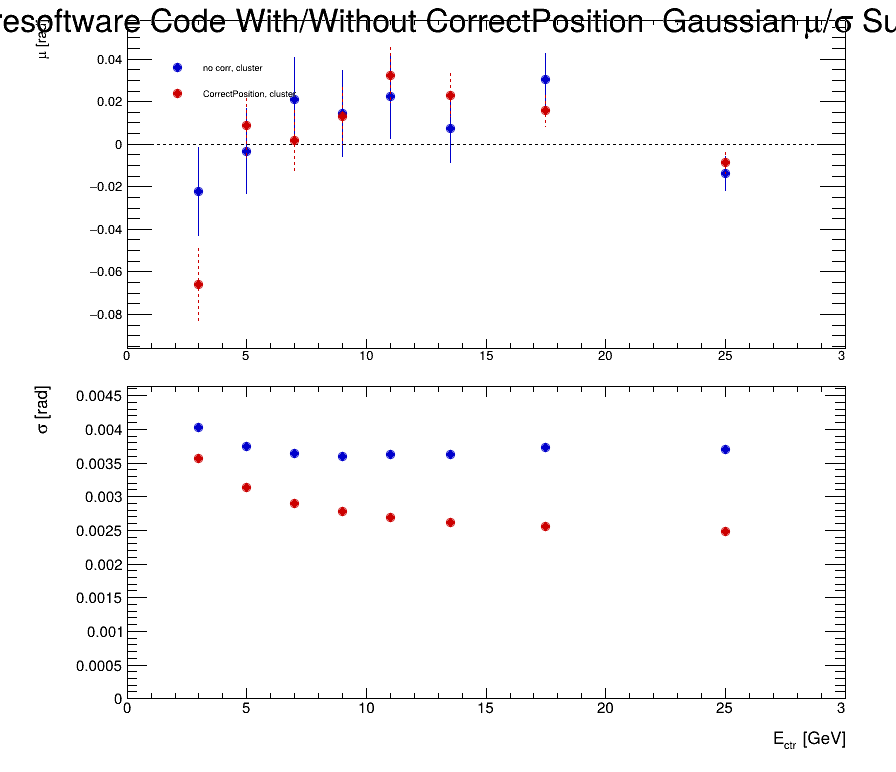 resoftware Code With/Without CorrectPosition Gaussian μ/σ Su
μ [ra
no corr, cluster
CorrectPosition, cluster
0.04
0.02
0
−0.02
−0.04
−0.06
−0.08
0 5 10 15 20 25 3
σ [rad]
0.0045
0.004
0.0035
0.003
0.0025
0.002
0.0015
0.001
0.0005
0
0 5 10 15 20 25 3
E_ctr [GeV]